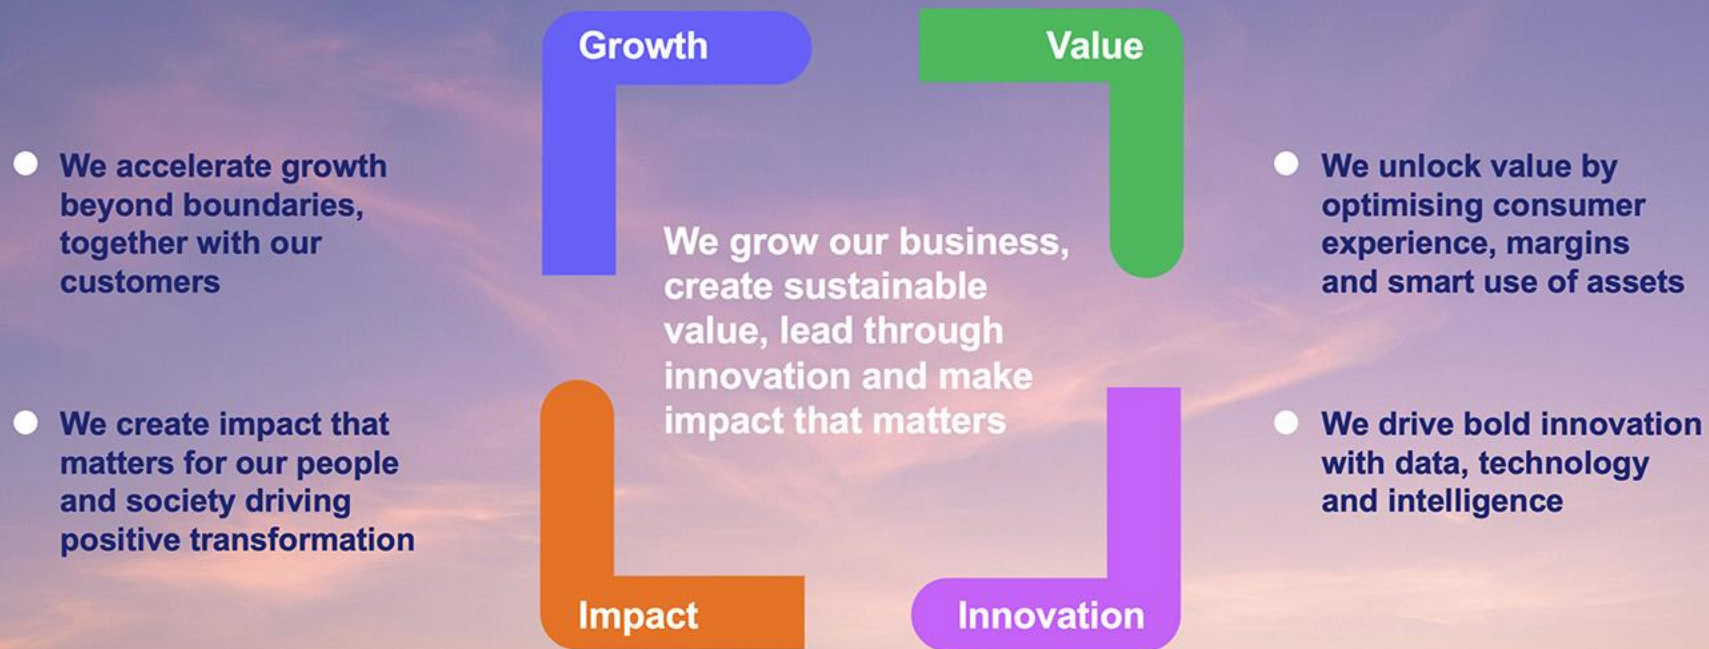 Growth
Value
We accelerate growth
beyond boundaries,
together with our
customers
We unlock value by
optimising consumer
experience, margins
and smart use of assets
We grow our business,
create sustainable
value, lead through
innovation and make
impact that matters
We create impact that
matters for our people
and society driving
positive transformation
We drive bold innovation
with data, technology
and intelligence
Impact
Innovation